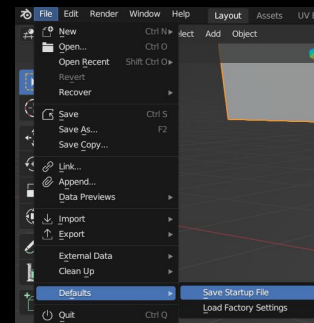 File Edit Render Window Help Layout Assets UV
Add Object
New Ctrl N
Open... Ctrl O
Open Recent Shift Ctrl O
Revert
Recover
Save Ctrl S
Save As... F2
Save Copy...
Link...
Append...
Data Previews
Import
Export
External Data
Clean Up
Defaults
Save Startup File
Load Factory Settings
Quit Ctrl Q